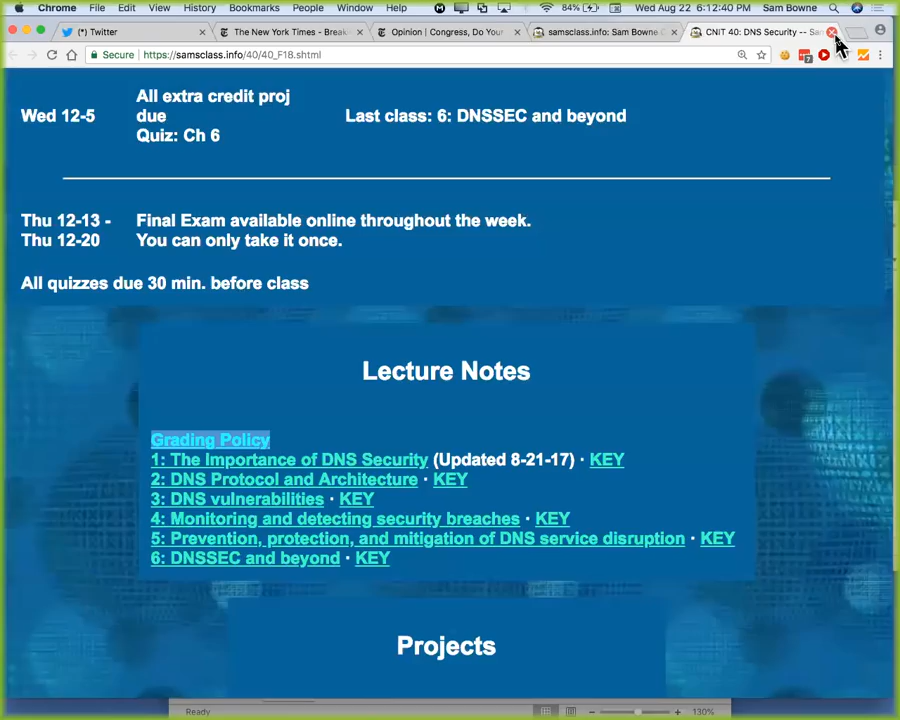 Chrome File Edit View History Bookmarks People Window Help 84% Wed Aug 22 6:12:40 PM Sam Bowne
(*) Twitter The New York Times - Break Opinion | Congress, Do Your samsclass.info: Sam Bowne C CNIT 40: DNS Security -- Sa
Secure https://samsclass.info/40/40_F18.shtml 7
All extra credit proj
Wed 12-5 due Last class: 6: DNSSEC and beyond
Quiz: Ch 6
Thu 12-13 - Final Exam available online throughout the week.
Thu 12-20 You can only take it once.
All quizzes due 30 min. before class
Lecture Notes
Grading Policy
1: The Importance of DNS Security (Updated 8-21-17) · KEY
2: DNS Protocol and Architecture · KEY
3: DNS vulnerabilities · KEY
4: Monitoring and detecting security breaches · KEY
5: Prevention, protection, and mitigation of DNS service disruption · KEY
6: DNSSEC and beyond · KEY
Projects
Ready 130%